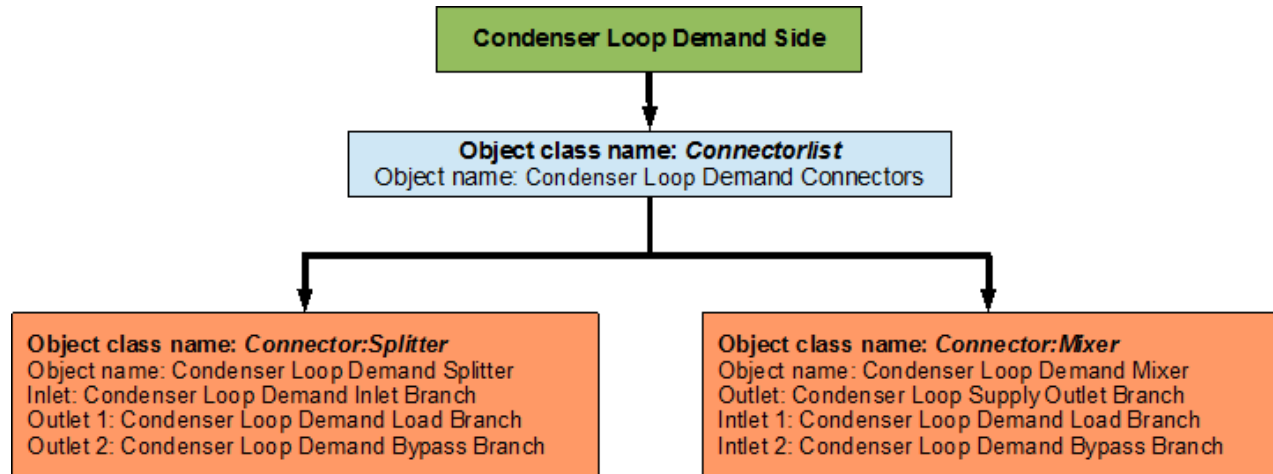 Condenser Loop Demand Side
Object class name: Connectorlist
Object name: Condenser Loop Demand Connectors
Object class name: Connector:Splitter
Object name: Condenser Loop Demand Splitter
Inlet: Condenser Loop Demand Inlet Branch
Outlet 1: Condenser Loop Demand Load Branch
Outlet 2: Condenser Loop Demand Bypass Branch
Object class name: Connector:Mixer
Object name: Condenser Loop Demand Mixer
Outlet: Condenser Loop Supply Outlet Branch
Intlet 1: Condenser Loop Demand Load Branch
Intlet 2: Condenser Loop Demand Bypass Branch